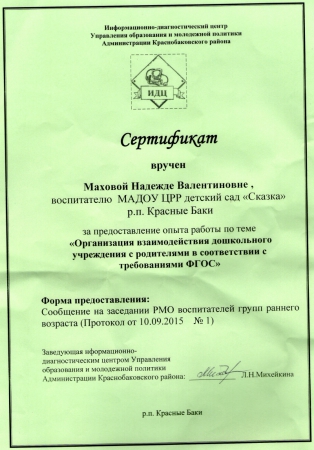 Информационно-диагностический центр
Управления образования и молодежной политики
Администрации Краснобаковского района
ИДЦ
Сертификат
вручен
Маховой Надежде Валентиновне ,
воспитателю МАДОУ ЦРР детский сад «Сказка»
р.п. Красные Баки
за предоставление опыта работы по теме
«Организация взаимодействия дошкольного
учреждения с родителями в соответствии с
требованиями ФГОС»
Форма предоставления:
Сообщение на заседании РМО воспитателей групп раннего
возраста (Протокол от 10.09.2015 № 1)
Заведующая иформационно-
диагностическим центром Управления
образования и молодежной политики
Администрации Краснобаковского района: Л.Н.Михейкина
р.п. Красные Баки